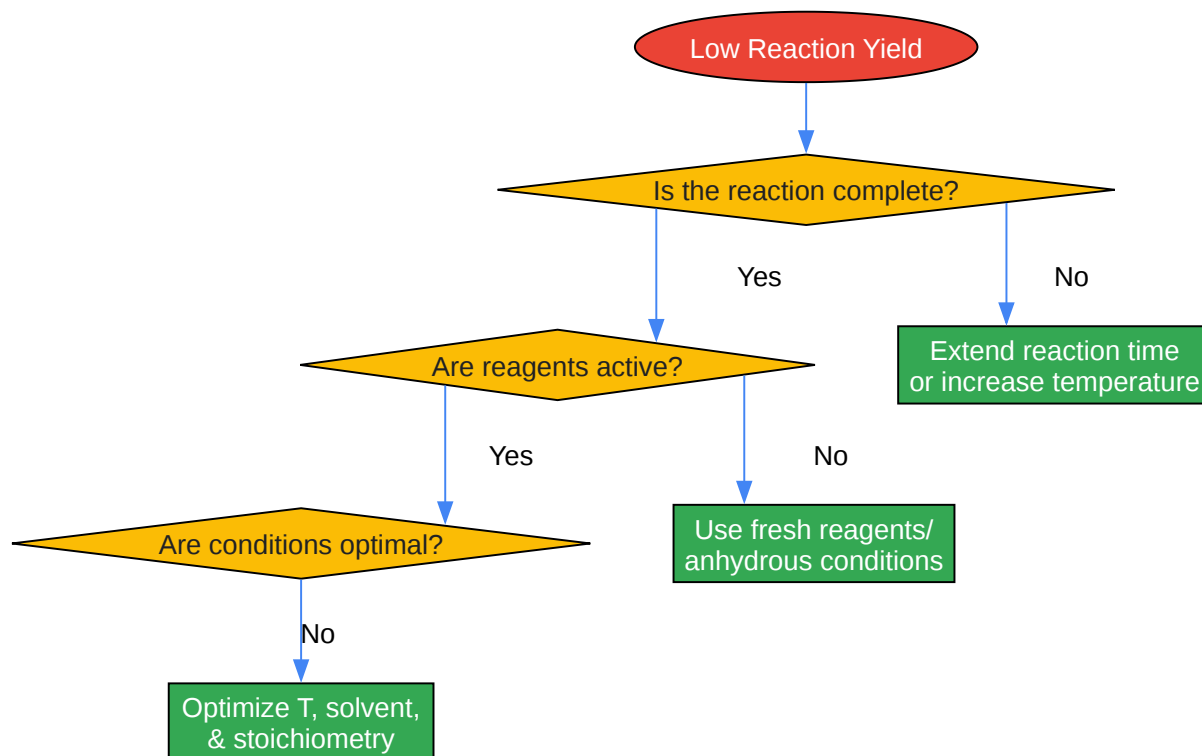 Low Reaction Yield
Is the reaction complete?
Yes
No
Extend reaction time
or increase temperature
Are reagents active?
Yes
No
Use fresh reagents/
anhydrous conditions
Are conditions optimal?
No
Optimize T, solvent,
& stoichiometry